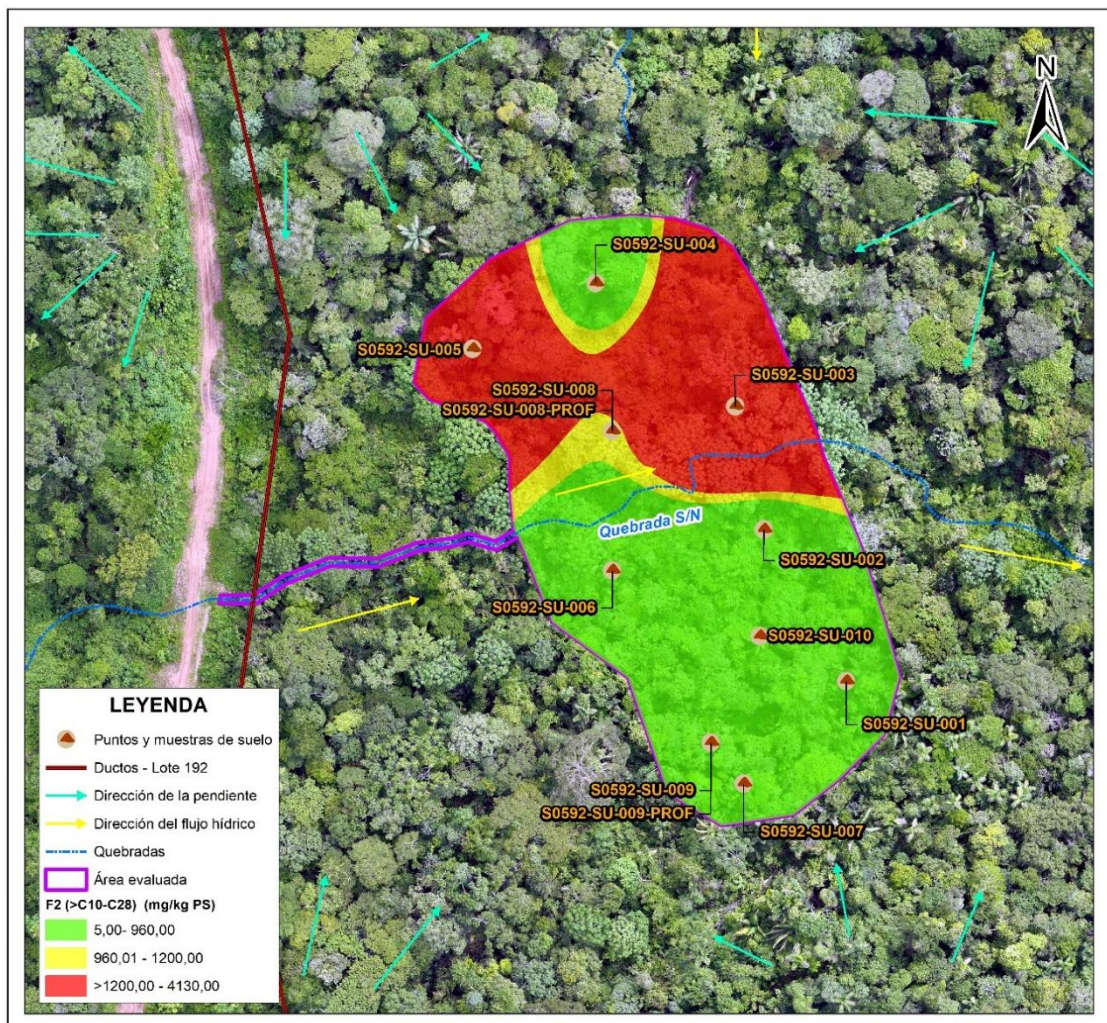 N
S0592-SU-004
S0592-SU-005
S0592-SU-003
S0592-SU-008
S0592-SU-008-PROF
Quebrada S/N
S0592-SU-002
S0592-SU-006
S0592-SU-010
S0592-SU-001
S0592-SU-009
S0592-SU-009-PROF
S0592-SU-007
LEYENDA
Puntos y muestras de suelo
Ductos - Lote 192
Dirección de la pendiente
Dirección del flujo hídrico
Quebradas
Área evaluada
F2 (>C10-C28) (mg/kg PS)
5,00- 960,00
960,01 - 1200,00
>1200,00 - 4130,00